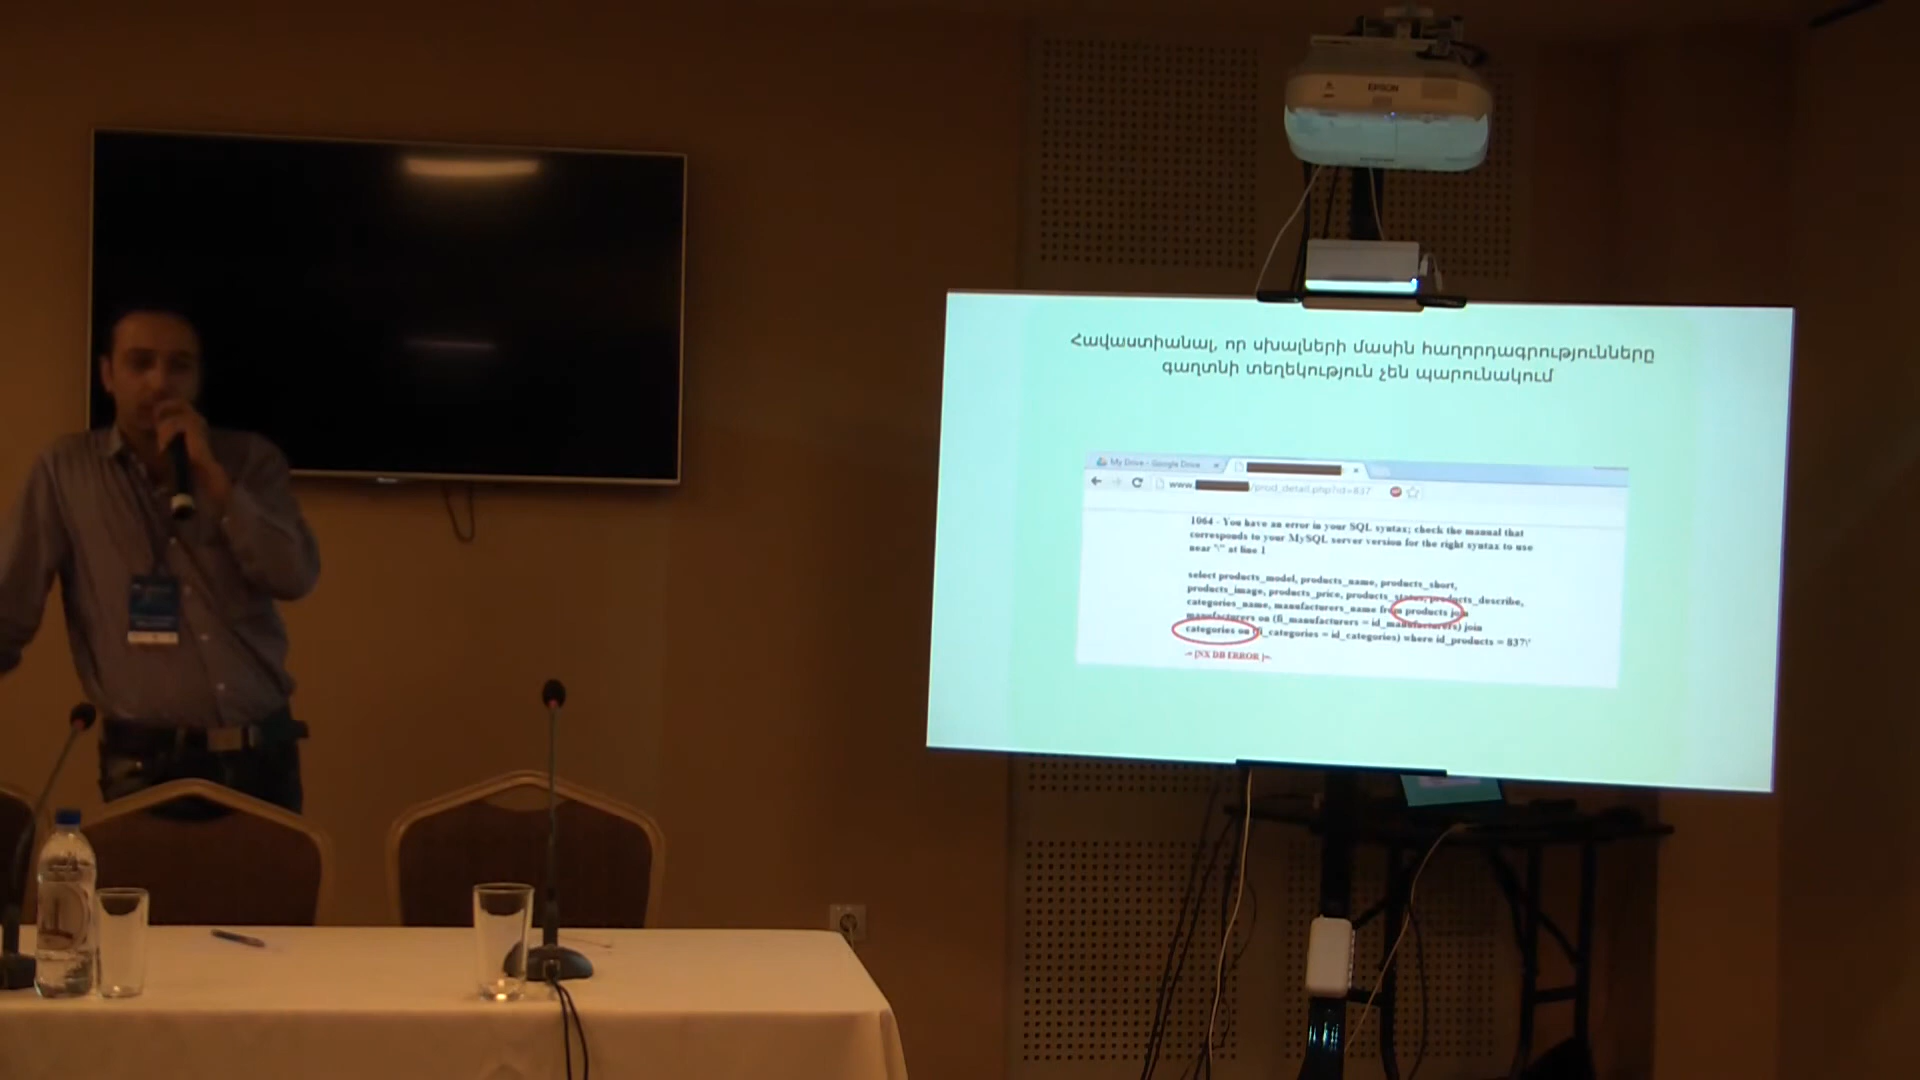 EPSON
Հավաստիանալ, որ սխալների մասին հաղորդագրությունները
գաղտնի տեղեկություն չեն պարունակում
My Drive - Google Drive
www. /prod_detail.php?id=837
1064 - You have an error in your SQL syntax; check the manual that
corresponds to your MySQL server version for the right syntax to use
near '\'' at line 1
select products_model, products_name, products_short,
products_image, products_price, products_status, products_describe,
categories_name, manufacturers_name from products join
manufacturers on (fi_manufacturers = id_manufacturers) join
categories on (fi_categories = id_categories) where id_products = 837\'
-= [NX DB ERROR ]=-